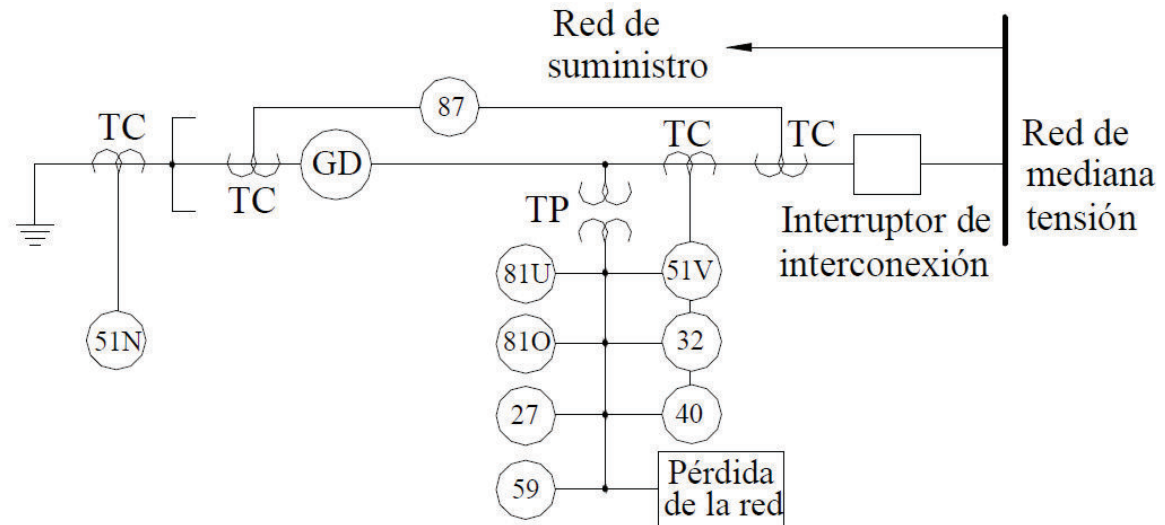 Red de
suministro
87
TC
TC
TC
Red de
mediana
tensión
GD
TC
TP
Interruptor de
interconexión
81U
51V
51N
81O
32
27
40
59
Pérdida
de la red